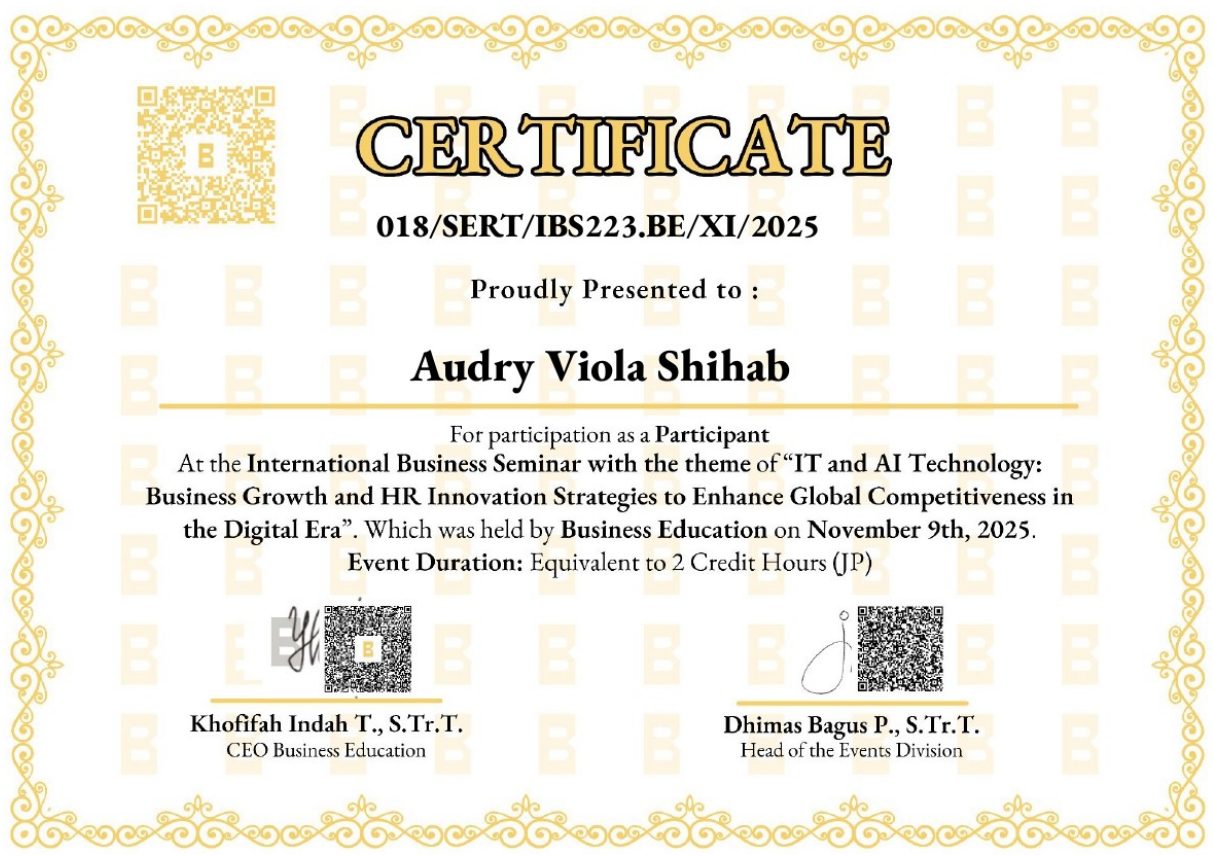 CERTIFICATE
018/SERT/IBS223.BE/XI/2025
Proudly Presented to :
Audry Viola Shihab
For participation as a Participant
At the International Business Seminar with the theme of “IT and AI Technology:
Business Growth and HR Innovation Strategies to Enhance Global Competitiveness in
the Digital Era”. Which was held by Business Education on November 9th, 2025.
Event Duration: Equivalent to 2 Credit Hours (JP)
Khofifah Indah T., S.Tr.T.
CEO Business Education
Dhimas Bagus P., S.Tr.T.
Head of the Events Division